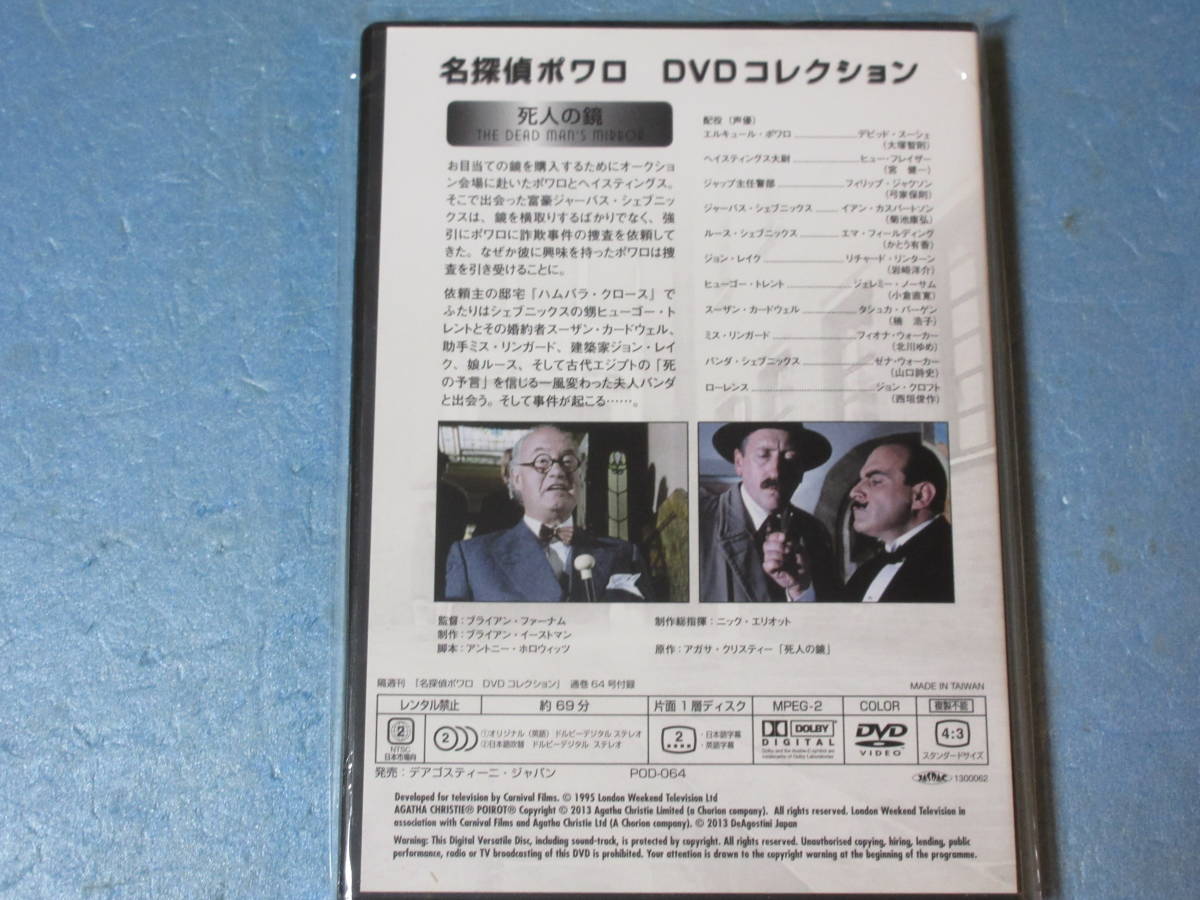 名探偵ポワロ　DVDコレクション
死人の鏡
THE DEAD MAN'S MIRROR
お目当ての鏡を購入するためにオークション
会場に赴いたポワロとヘイスティングス。
そこで出会った富豪ジャーバス・シェブニッ
クスは、鏡を横取りするばかりでなく、強
引にポワロに詐欺事件の捜査を依頼して
きた。なぜか彼に興味を持ったポワロは捜
査を引き受けることに。
依頼主の邸宅「ハムバラ・クロース」で
ふたりはシェブニックスの甥ヒューゴー・ト
レントとその婚約者スーザン・カードウェル、
助手ミス・リンガード、建築家ジョン・レイ
ク、娘ルース、そして古代エジプトの「死
の予言」を信じる一風変わった夫人バンダ
と出会う。そして事件が起こる……。
配役（声優）
エルキュール・ポワロ デビッド・スーシェ
（大塚智則）
ヘイスティングス大尉 ヒュー・フレイザー
（宮　健一）
ジャップ主任警部 フィリップ・ジャクソン
（弓家保則）
ジャーバス・シェブニックス イアン・カスバートソン
（菊池康弘）
ルース・シェブニックス エマ・フィールディング
（かとう有香）
ジョン・レイク リチャード・リンターン
（岩崎洋介）
ヒューゴー・トレント ジェレミー・ノーサム
（小倉直寛）
スーザン・カードウェル タシュカ・バーゲン
（楠　浩子）
ミス・リンガード フィオナ・ウォーカー
（北川ゆめ）
バンダ・シェブニックス ゼナ・ウォーカー
（山口詩史）
ローレンス ジョン・クロフト
（西垣俊作）
監督：ブライアン・ファーナム
制作：ブライアン・イーストマン
脚本：アントニー・ホロウィッツ
制作総指揮：ニック・エリオット
原作：アガサ・クリスティー「死人の鏡」
隔週刊「名探偵ポワロ　DVDコレクション」　通巻64号付録
MADE IN TAIWAN
レンタル禁止 約69分 片面1層ディスク MPEG-2 COLOR 複製不能
2
NTSC
日本市場向
2
①オリジナル（英語）ドルビーデジタル ステレオ
②日本語吹替　ドルビーデジタル ステレオ
2
・日本語字幕
・英語字幕
DOLBY
DIGITAL
Dolby and the double-D symbol are
trademarks of Dolby Laboratories
DVD
VIDEO
4:3
スタンダードサイズ
発売：デアゴスティーニ・ジャパン
POD-064
1300062
Developed for television by Carnival Films. © 1995 London Weekend Television Ltd
AGATHA CHRISTIE® POIROT® Copyright © 2013 Agatha Christie Limited (a Chorion company).  All rights reserved. London Weekend Television in
association with Carnival Films and Agatha Christie Ltd (A Chorion company). © 2013 DeAgostini Japan
Warning: This Digital Versatile Disc, including sound-track, is protected by copyright. All rights reserved. Unauthorised copying, hiring, lending, public
performance, radio or TV broadcasting of this DVD is prohibited. Your attention is drawn to the copyright warning at the beginning of the programme.